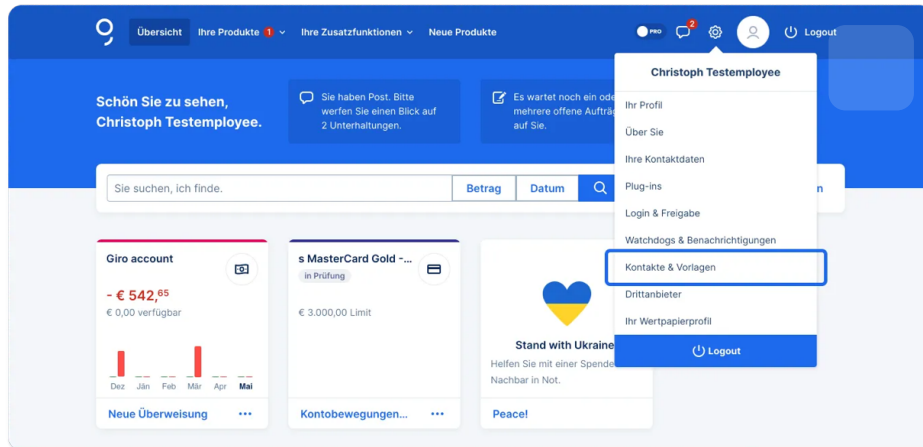 Übersicht
Ihre Produkte 1
Ihre Zusatzfunktionen
Neue Produkte
PRO
2
Logout
Schön Sie zu sehen,
Christoph Testemployee.
Sie haben Post. Bitte
werfen Sie einen Blick auf
2 Unterhaltungen.
Es wartet noch ein ode
mehrere offene Aufträg
auf Sie.
Christoph Testemployee
Ihr Profil
Über Sie
Ihre Kontaktdaten
Plug-ins
Login & Freigabe
Watchdogs & Benachrichtigungen
Kontakte & Vorlagen
Drittanbieter
Ihr Wertpapierprofil
Logout
Sie suchen, ich finde.
Betrag
Datum
n
Giro account
- € 542,65
€ 0,00 verfügbar
Dez Jän Feb Mär Apr Mai
Neue Überweisung
s MasterCard Gold -...
in Prüfung
€ 3.000,00 Limit
Kontobewegungen...
Stand with Ukraine
Helfen Sie mit einer Spende
Nachbar in Not.
Peace!